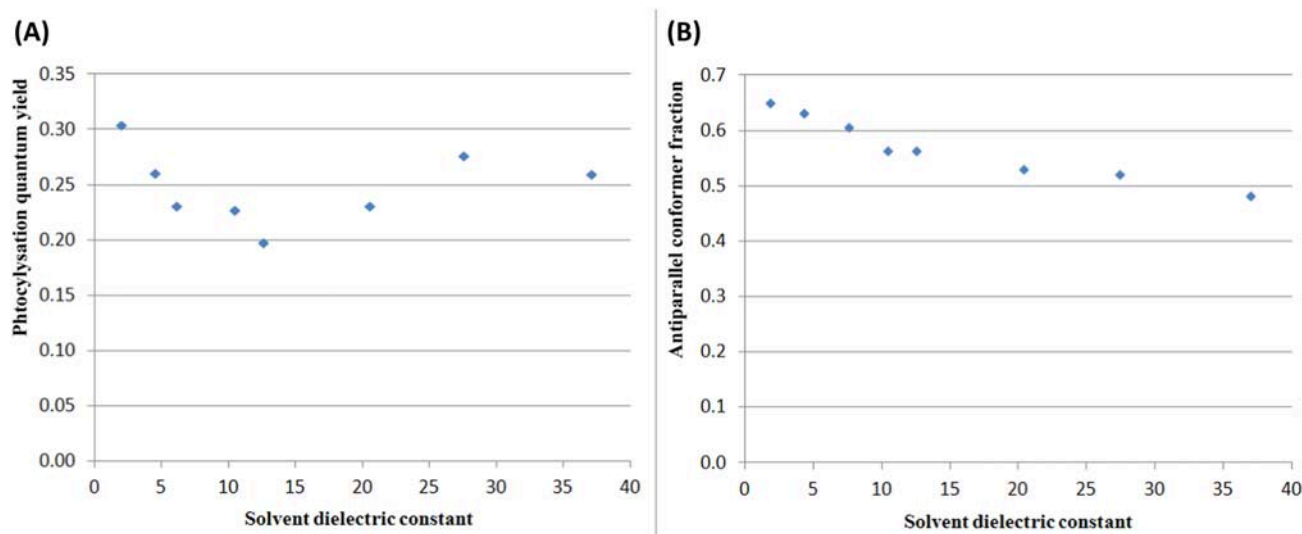 (A)
Phtocylysation quantum yield
0.35
0.30
0.25
0.20
0.15
0.10
0.05
0.00
0 5 10 15 20 25 30 35 40
Solvent dielectric constant
(B)
Antiparallel conformer fraction
0.7
0.6
0.5
0.4
0.3
0.2
0.1
0.0
0 5 10 15 20 25 30 35 40
Solvent dielectric constant